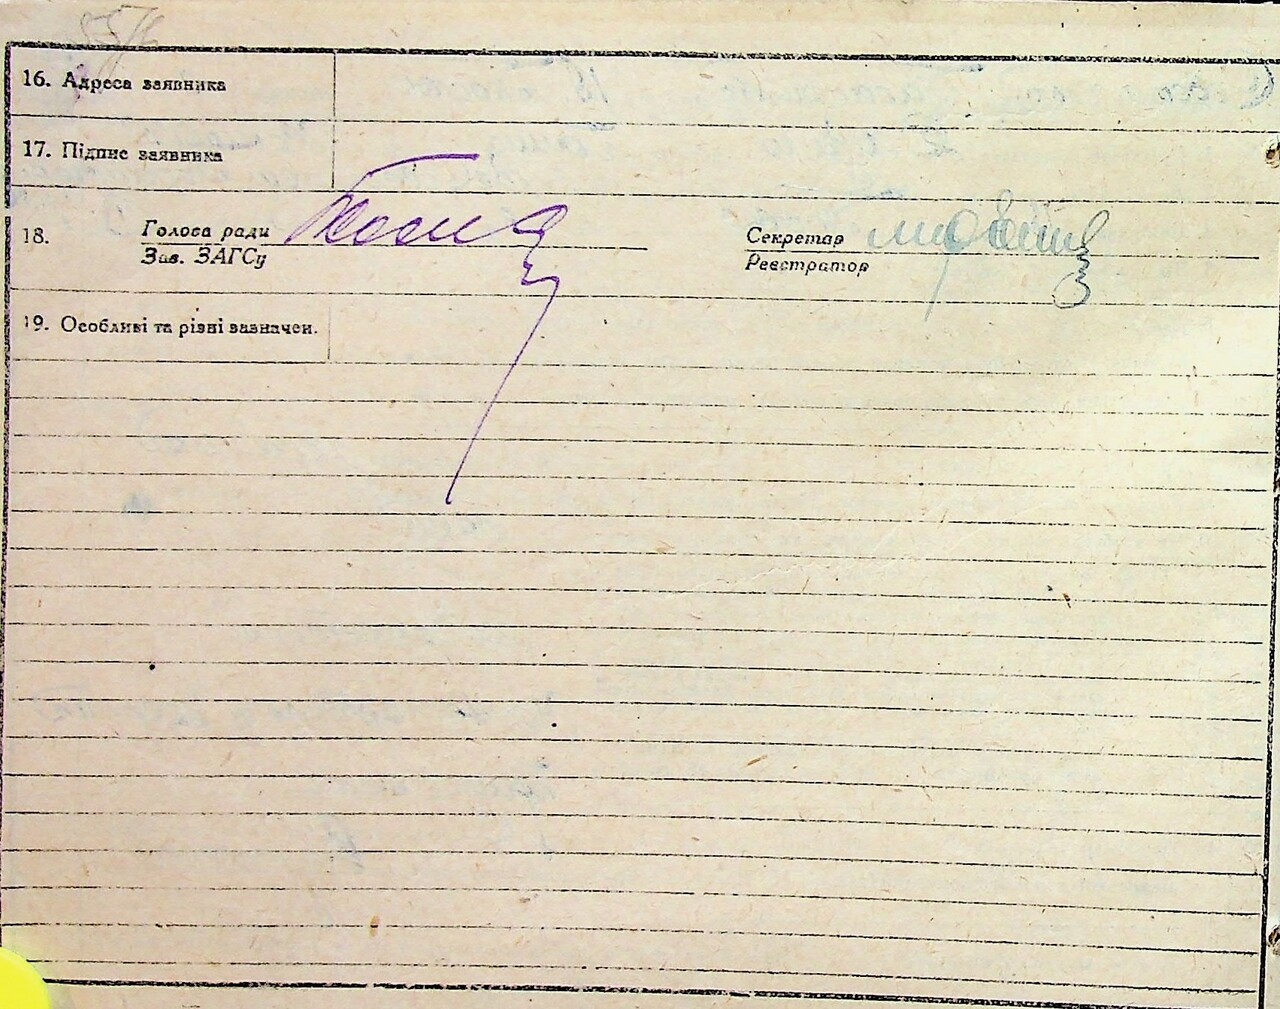 16. Адреса заявника
17. Підпис заявника
18. Голова ради Секретар
Зав. ЗАГСу Реєстратор
19. Особливі та різні зазначен.